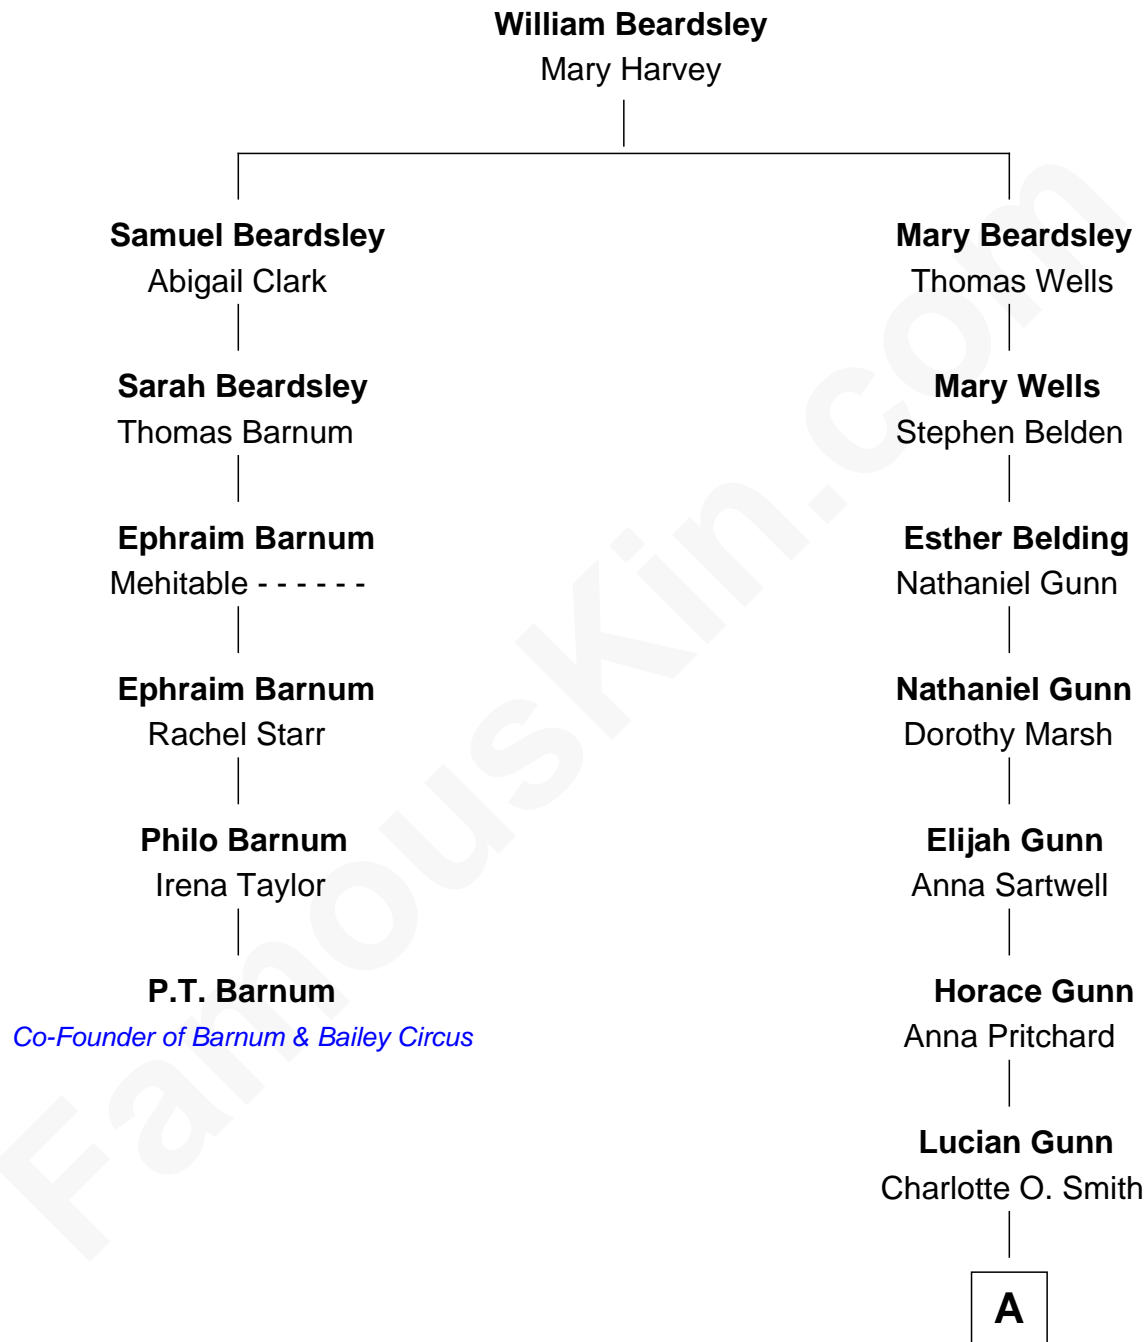 William Beardsley
Mary Harvey
Samuel Beardsley
Abigail Clark
Sarah Beardsley
Thomas Barnum
Ephraim Barnum
Mehitable - - - - - -
Ephraim Barnum
Rachel Starr
Philo Barnum
Irena Taylor
P.T. Barnum
Co-Founder of Barnum & Bailey Circus
Mary Beardsley
Thomas Wells
Mary Wells
Stephen Belden
Esther Belding
Nathaniel Gunn
Nathaniel Gunn
Dorothy Marsh
Elijah Gunn
Anna Sartwell
Horace Gunn
Anna Pritchard
Lucian Gunn
Charlotte O. Smith
A
FamousKin.com